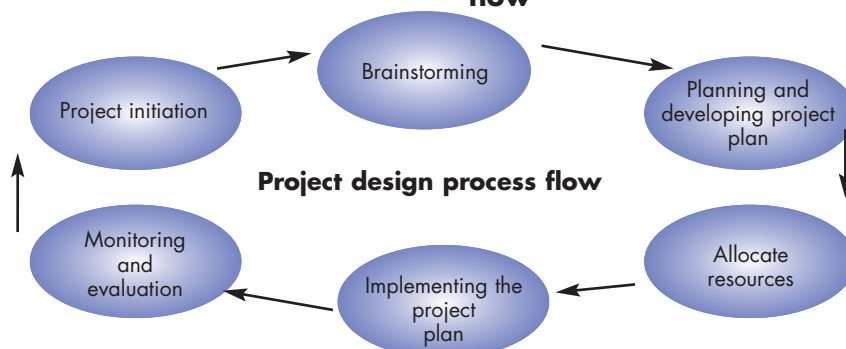 flow
Brainstorming
Project initiation
Planning and
developing project
plan
Project design process flow
Monitoring
and
evaluation
Allocate
resources
Implementing the
project
plan